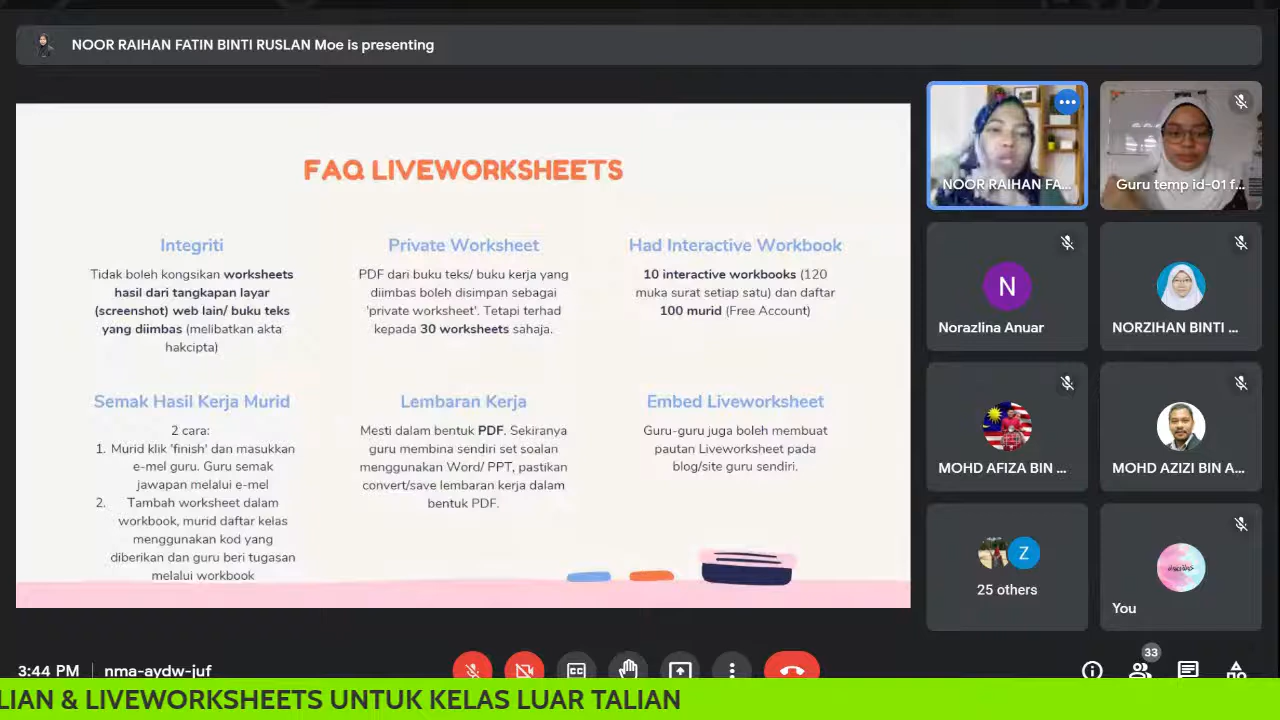 NOOR RAIHAN FATIN BINTI RUSLAN Moe is presenting
FAQ LIVEWORKSHEETS
Integriti
Tidak boleh kongsikan worksheets
hasil dari tangkapan layar
(screenshot) web lain/ buku teks
yang diimbas (melibatkan akta
hakcipta)
Private Worksheet
PDF dari buku teks/ buku kerja yang
diimbas boleh disimpan sebagai
'private worksheet'. Tetapi terhad
kepada 30 worksheets sahaja.
Had Interactive Workbook
10 interactive workbooks (120
muka surat setiap satu) dan daftar
100 murid (Free Account)
Semak Hasil Kerja Murid
2 cara:
1. Murid klik 'finish' dan masukkan
e-mel guru. Guru semak
jawapan melalui e-mel
2. Tambah worksheet dalam
workbook, murid daftar kelas
menggunakan kod yang
diberikan dan guru beri tugasan
melalui workbook
Lembaran Kerja
Mesti dalam bentuk PDF. Sekiranya
guru membina sendiri set soalan
menggunakan Word/ PPT, pastikan
convert/save lembaran kerja dalam
bentuk PDF.
Embed Liveworksheet
Guru-guru juga boleh membuat
pautan Liveworksheet pada
blog/site guru sendiri.
NOOR RAIHAN FA...
Guru temp id-01 f...
N
Norazlina Anuar
NORZIHAN BINTI ...
MOHD AFIZA BIN ...
MOHD AZIZI BIN A...
Z
25 others
You
3:44 PM | nma-aydw-juf
CC
33
LIAN & LIVEWORKSHEETS UNTUK KELAS LUAR TALIAN